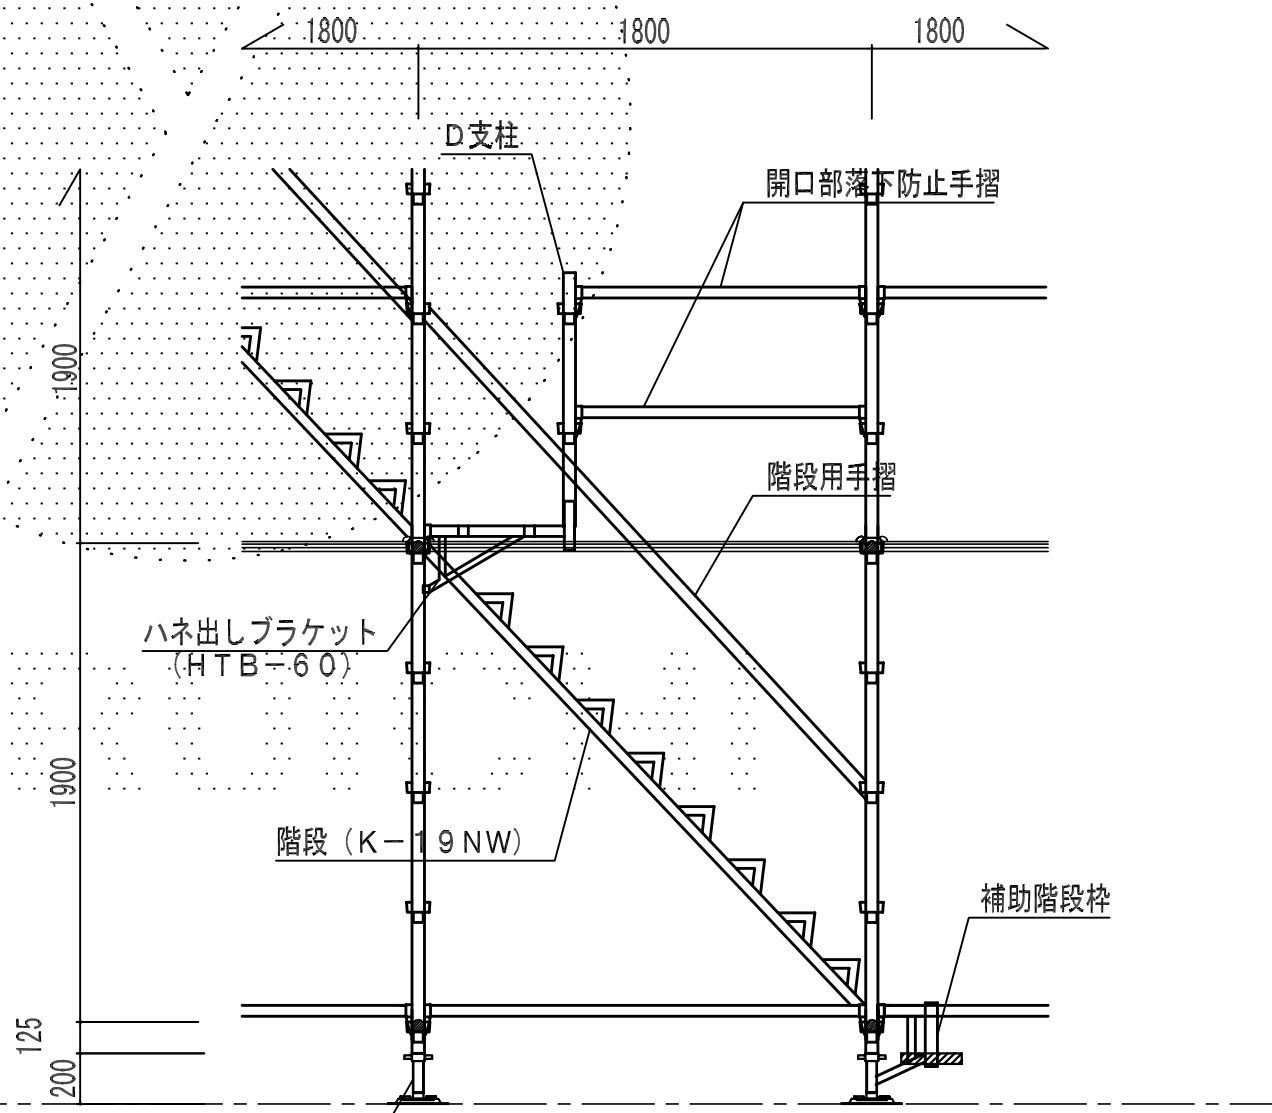 1800
1800
1800
D支柱
開口部落下防止手摺
1900
階段用手摺
ハネ出しブラケット
(HTB-60)
1900
階段(K-19NW)
補助階段枠
125
200